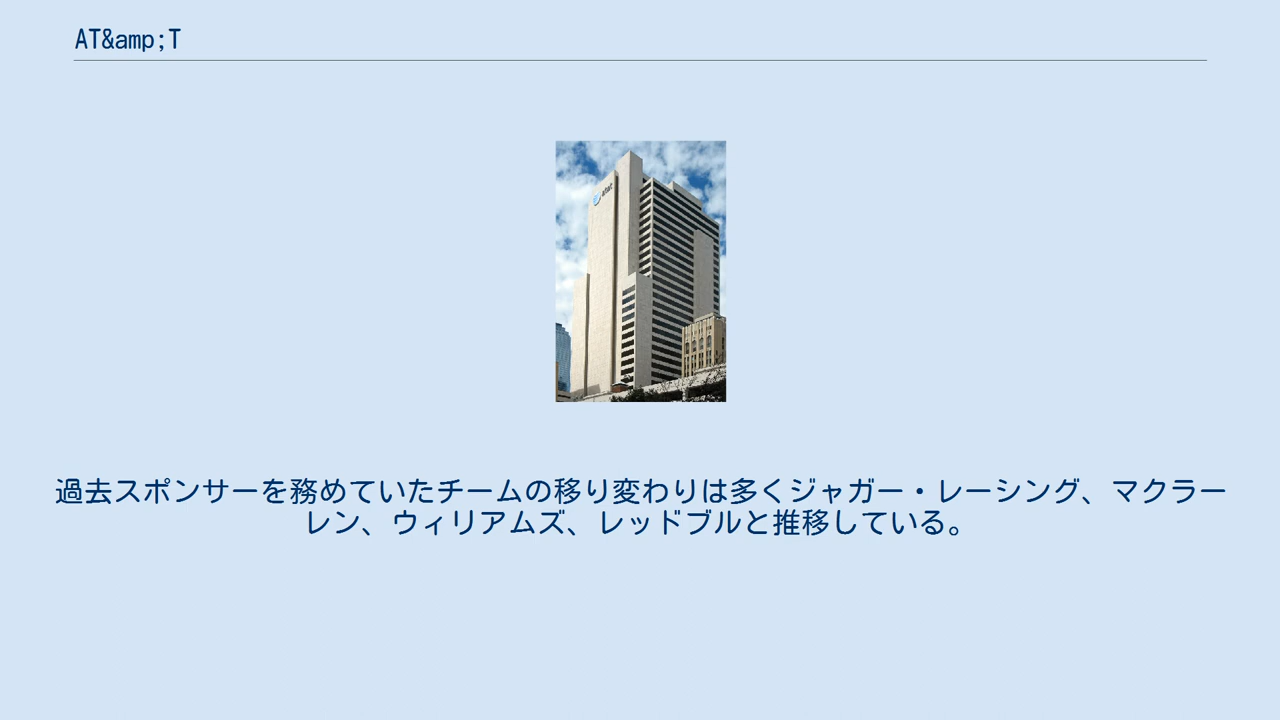 AT&amp;T
at&t
過去スポンサーを務めていたチームの移り変わりは多くジャガー・レーシング、マクラー
レン、ウィリアムズ、レッドブルと推移している。